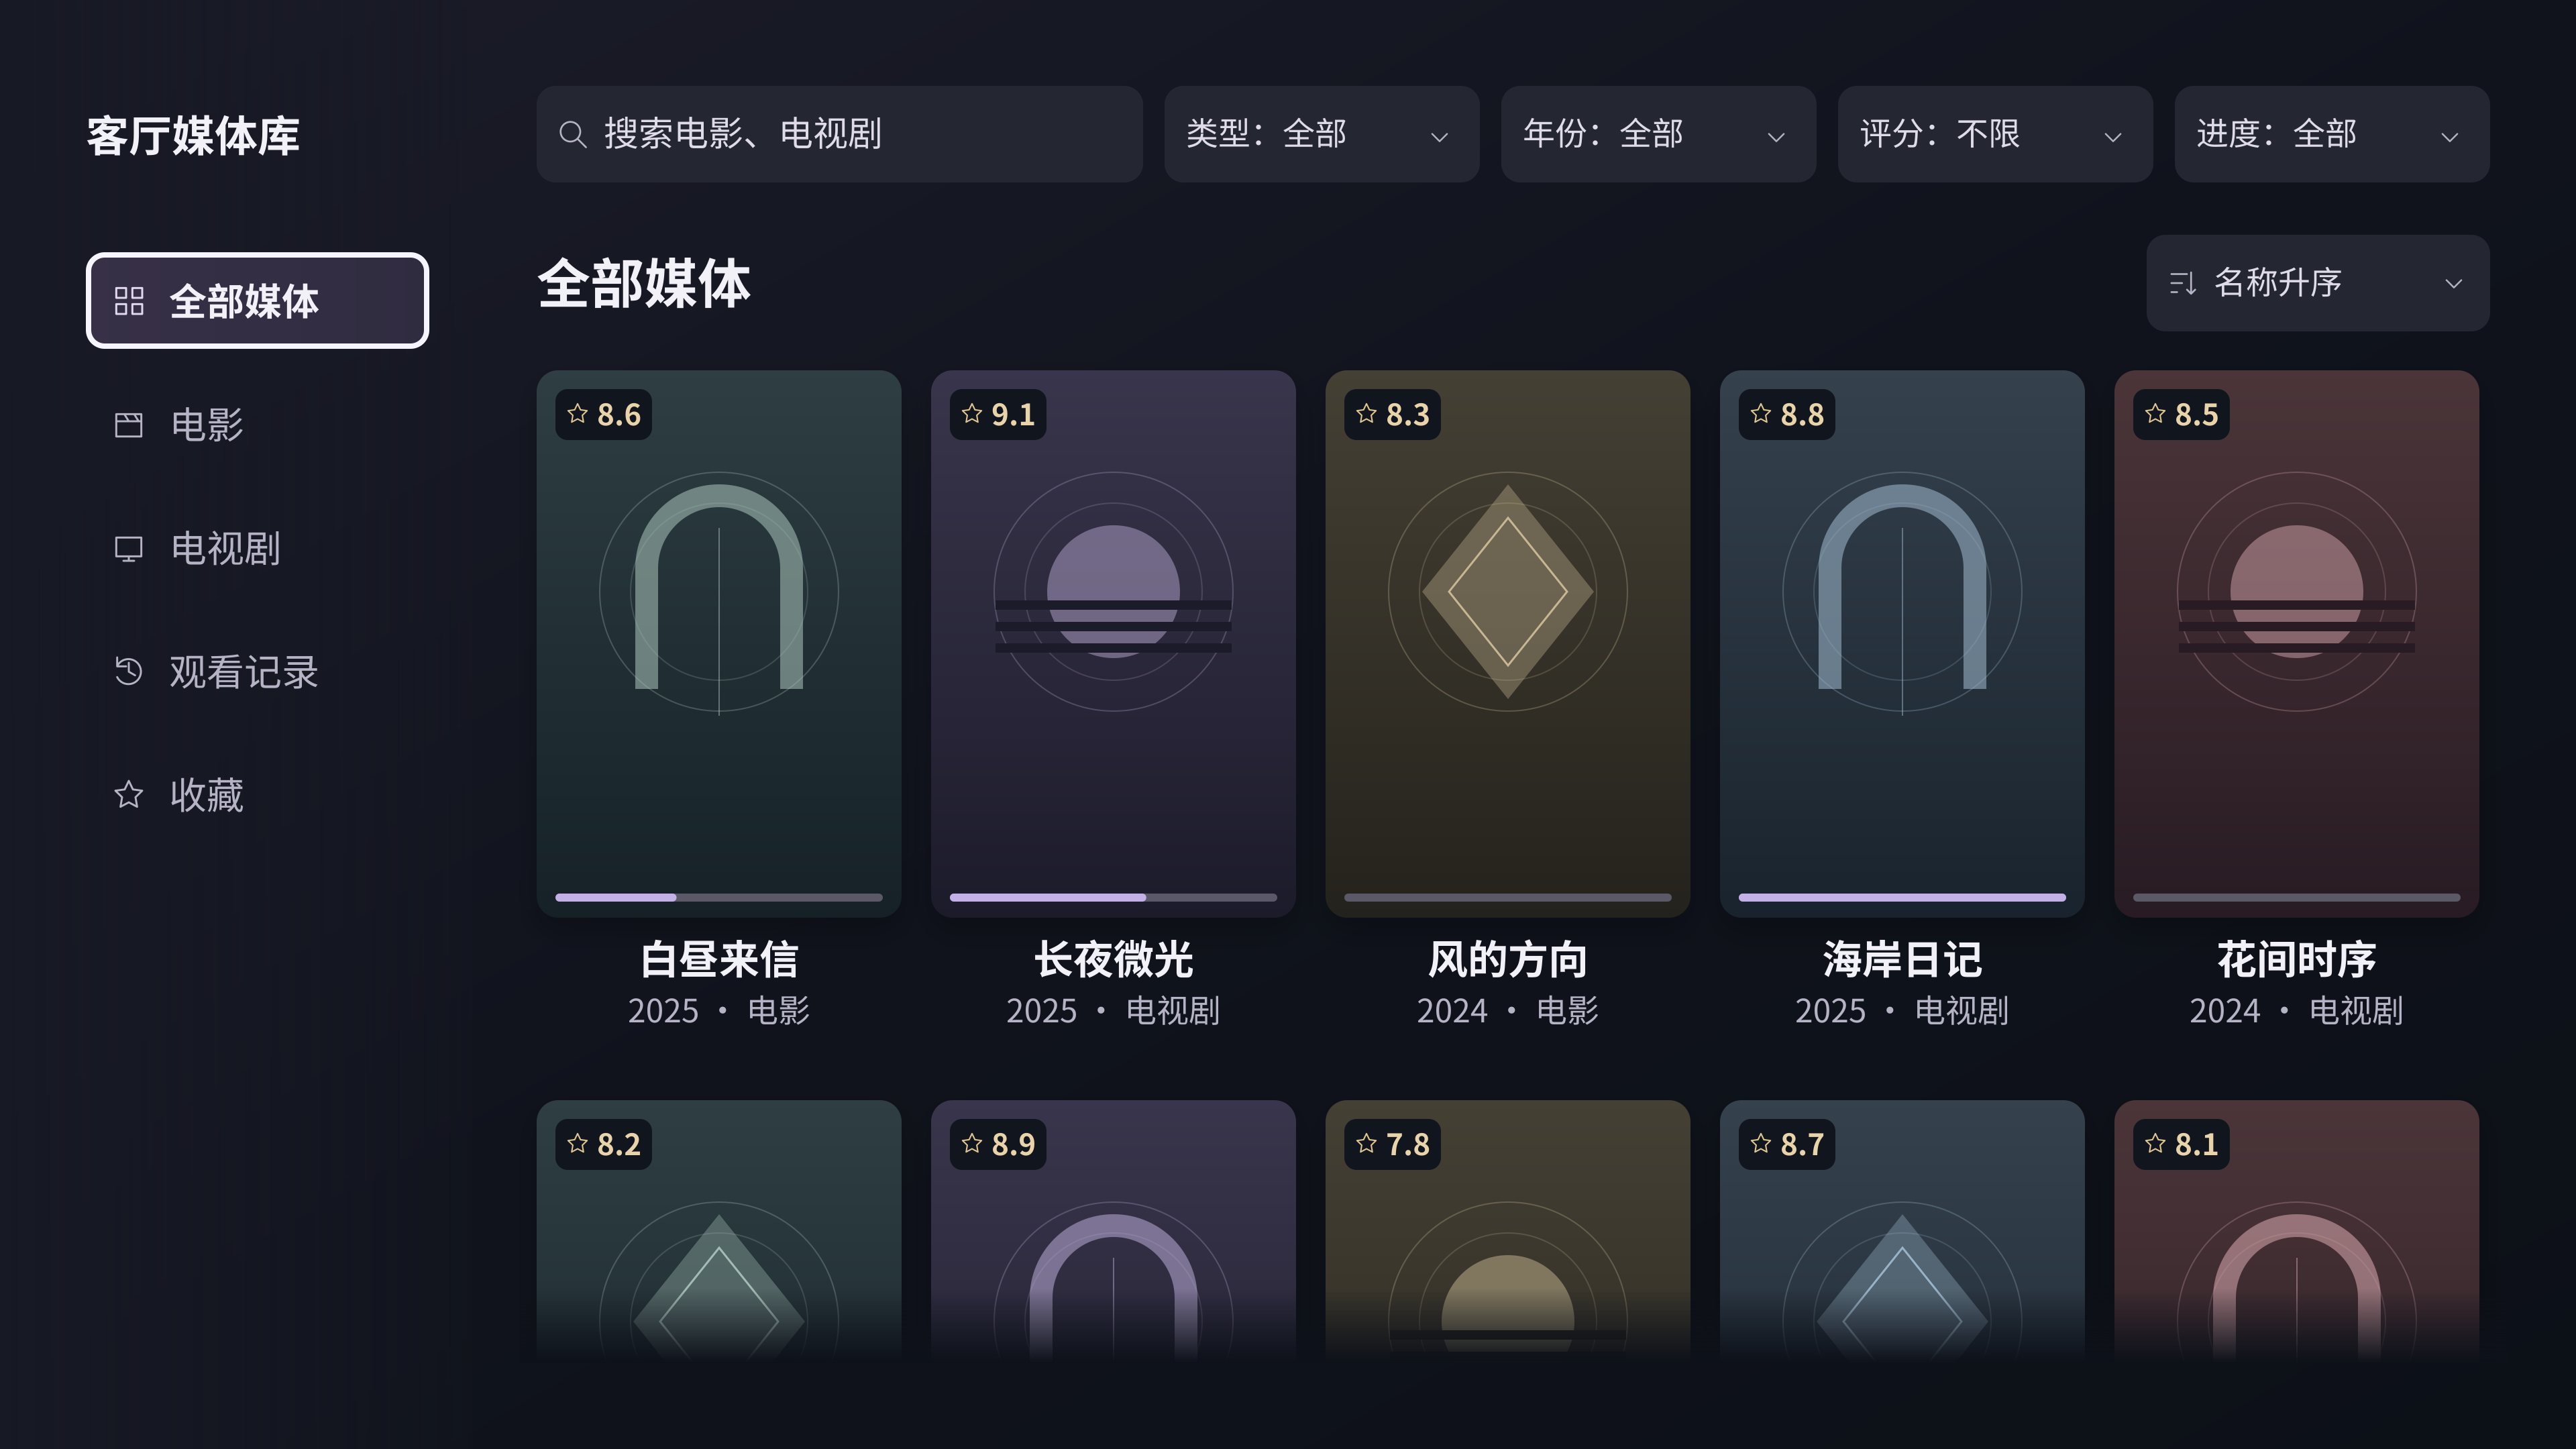 客厅媒体库
搜索电影、电视剧
类型：全部
年份：全部
评分：不限
进度：全部
全部媒体
电影
电视剧
观看记录
收藏
全部媒体
名称升序
8.6
9.1
8.3
8.8
8.5
白昼来信
2025 · 电影
长夜微光
2025 · 电视剧
风的方向
2024 · 电影
海岸日记
2025 · 电视剧
花间时序
2024 · 电视剧
8.2
8.9
7.8
8.7
8.1